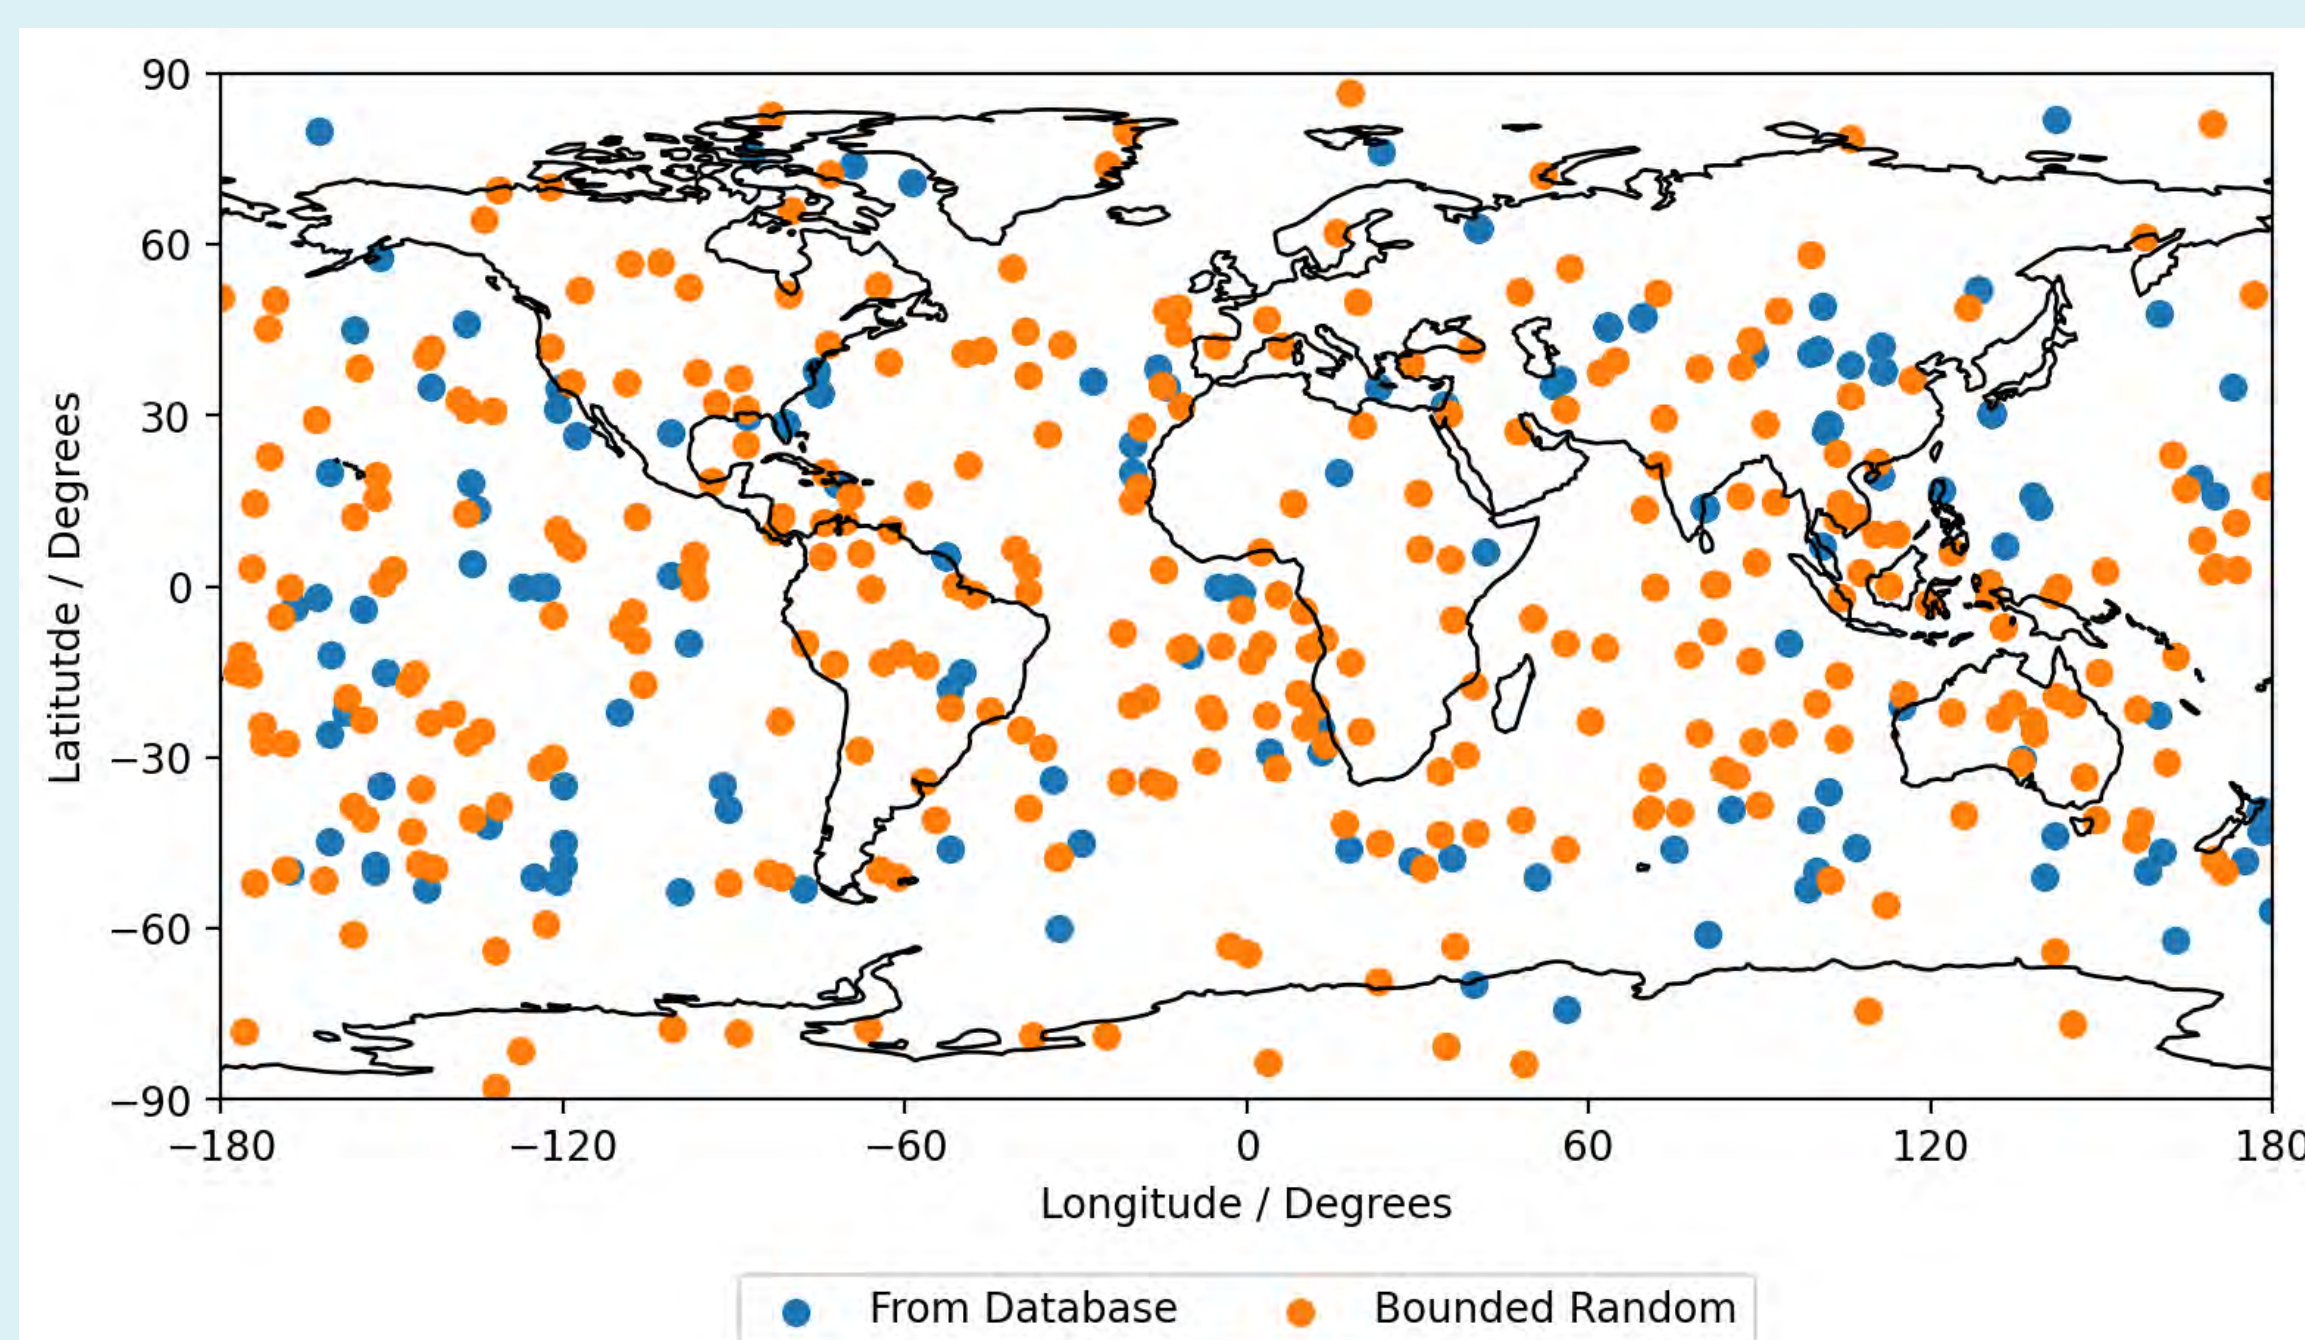 90
60
30
0
−30
−60
−90
Latitutde / Degrees
−180 −120 −60 0 60 120 180
Longitude / Degrees
From Database Bounded Random